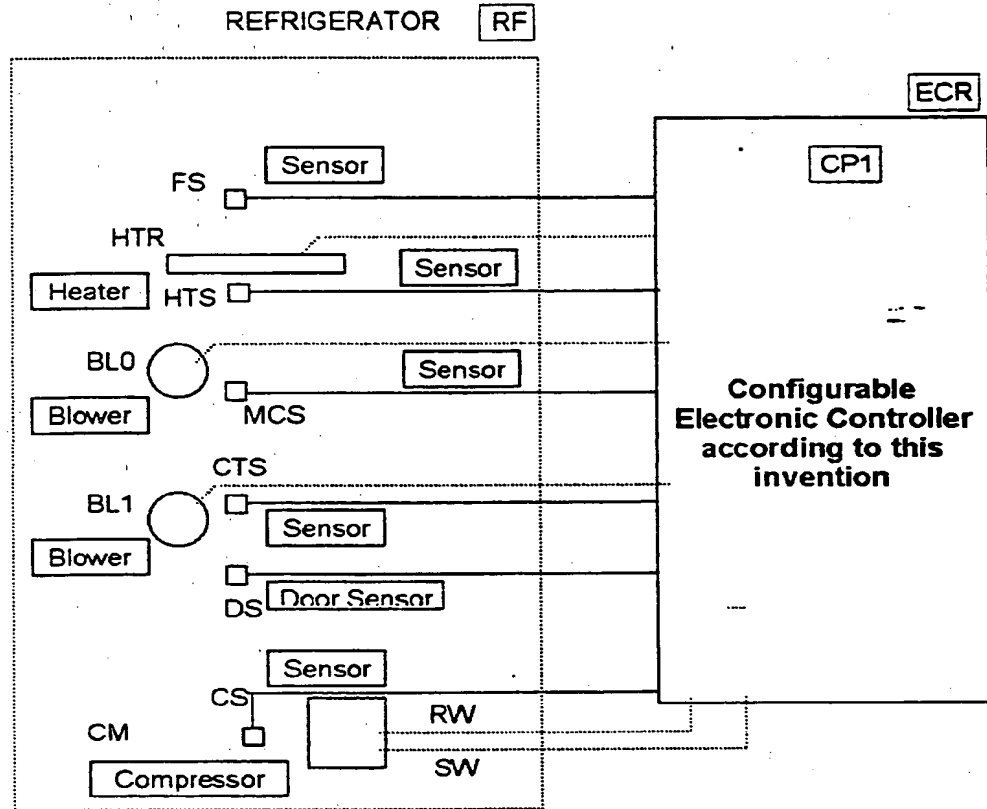 REFRIGERATOR RF
ECR
CP1
Sensor
FS
HTR
Sensor
Heater HTS
BL0
Sensor
Blower MCS
Configurable
Electronic Controller
according to this
invention
CTS
BL1
Sensor
Blower
DS Door Sensor
Sensor
CS
RW
CM
SW
Compressor